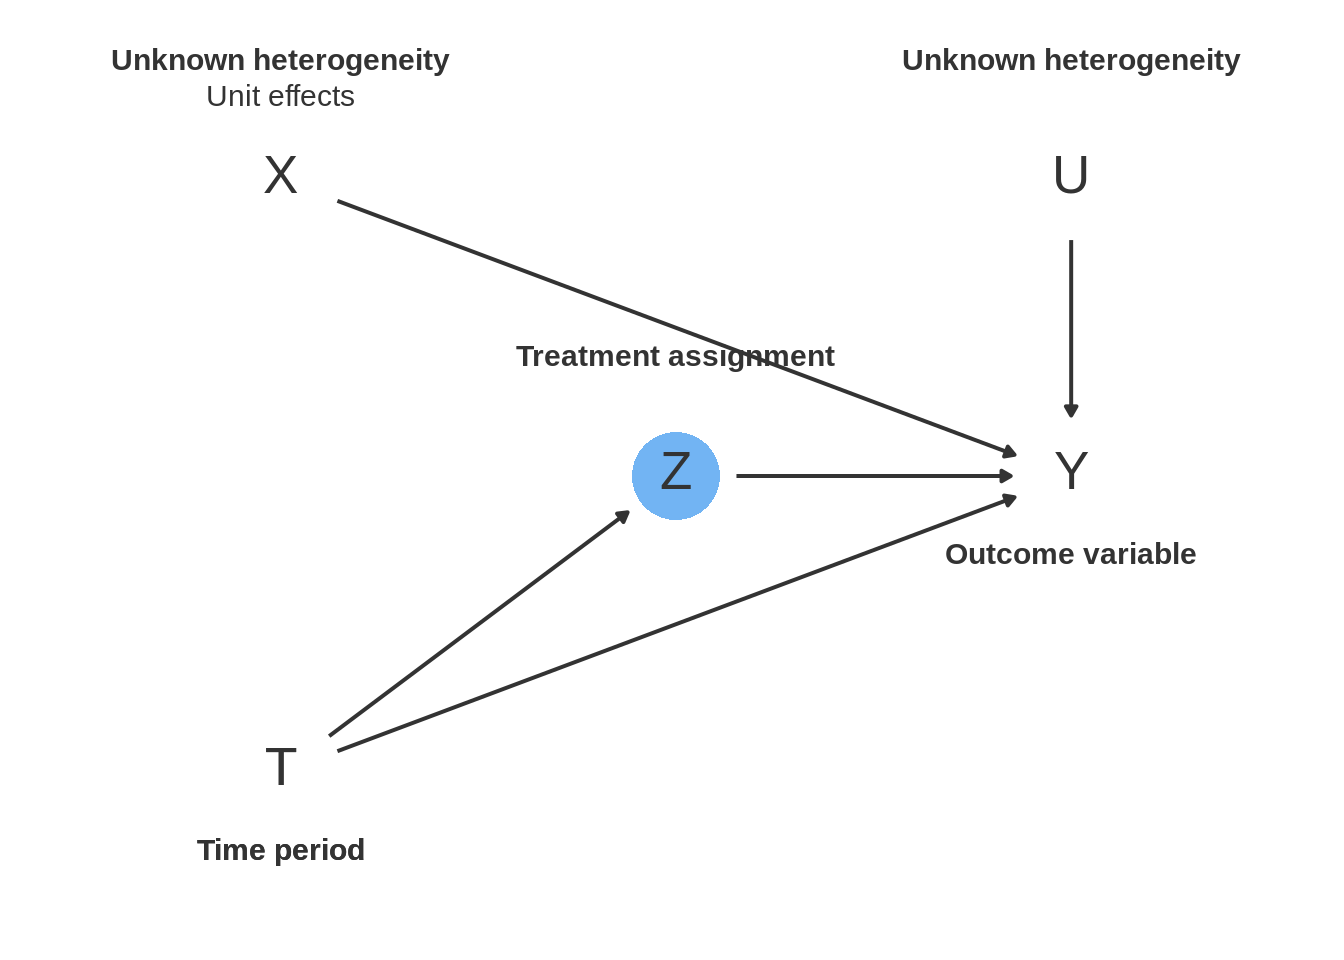 Unknown heterogeneity
Unit effects
Unknown heterogeneity
X
U
Treatment assignment
Z
Y
Outcome variable
T
Time period